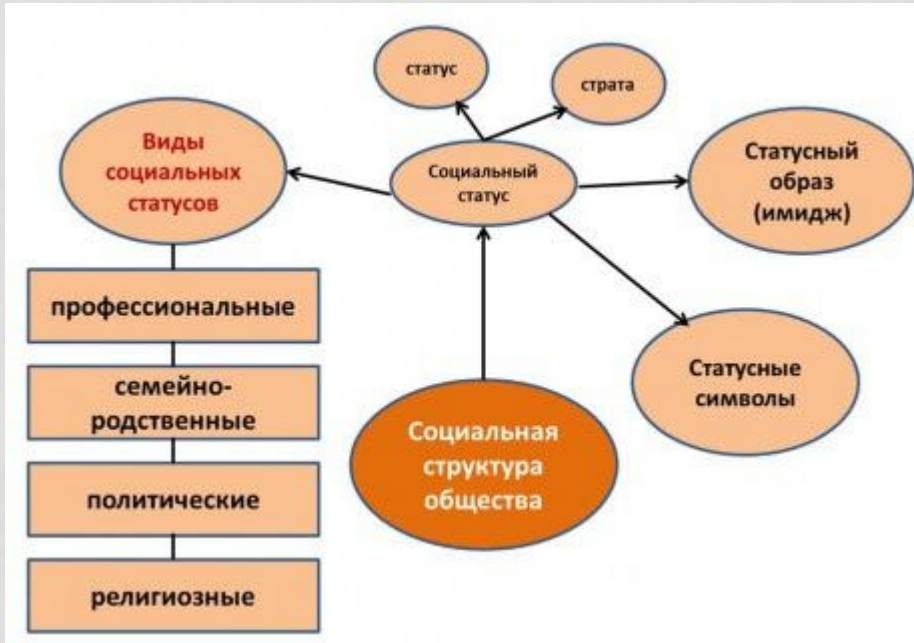 статус
страта
Виды
социальных
статусов
Социальный
статус
Статусный
образ
(имидж)
профессиональные
семейно-
родственные
политические
религиозные
Статусные
символы
Социальная
структура
общества